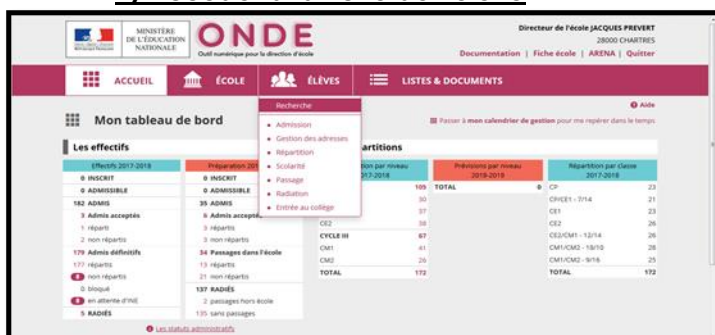 MINISTÈRE
DE L'ÉDUCATION
NATIONALE
ONDE
Outil numérique pour la direction d'école
Directeur de l'école JACQUES PREVERT
28000 CHARTRES
Documentation | Fiche école | ARENA | Quitter
ACCUEIL
ÉCOLE
ÉLÈVES
LISTES & DOCUMENTS
Recherche
Admission
Gestion des adresses
Répartition
Scolarité
Passage
Radiation
Entrée au collège
Aide
Mon tableau de bord
Passer à mon calendrier de gestion pour me repérer dans le temps
Les effectifs
Effectifs 2017-2018
0 INSCRIT
0 ADMISSIBLE
182 ADMIS
3 Admis acceptés
1 réparti
2 non répartis
179 Admis définitifs
177 répartis
non répartis
0 bloqué
en attente d'INE
5 RADIÉS
Préparation 201
0 INSCRIT
0 ADMISSIBLE
35 ADMIS
6 Admis acceptés
3 répartis
3 non répartis
34 Passages dans l'école
13 répartis
21 non répartis
137 RADIÉS
2 passages hors école
135 sans passages
artitions
tion par niveau
017-2018
105
30
37
CE2 38
CYCLE III 67
CM1 41
CM2 26
TOTAL 172
Prévisions par niveau
2018-2019
TOTAL 0
Répartition par classe
2017-2018
CP 23
CP/CE1 - 7/14 21
CE1 23
CE2 26
CE2/CM1 - 12/14 26
CM1/CM2 - 18/10 28
CM1/CM2 - 9/16 25
TOTAL 172
Les statuts administratifs